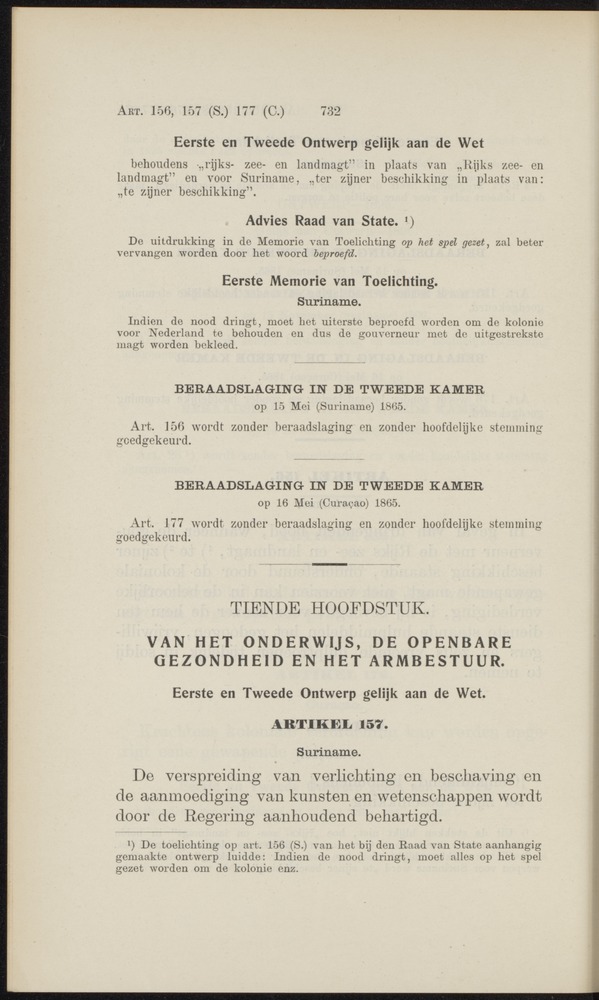 ART. 156, 157 (S.) 177 (C.) 732
Eerste en Tweede Ontwerp gelijk aan de Wet
behoudens „rijks- zee- en landmagt” in plaats van „Rijks zee- en
landmagt” en voor Suriname, „ter zijner beschikking in plaats van:
„te zijner beschikking”.
Advies Raad van State. ¹)
De uitdrukking in de Memorie van Toelichting op het spel gezet, zal beter
vervangen worden door het woord beproefd.
Eerste Memorie van Toelichting.
Suriname.
Indien de nood dringt, moet het uiterste beproefd worden om de kolonie
voor Nederland te behouden en dus de gouverneur met de uitgestrekste
magt worden bekleed.
BERAADSLAGING IN DE TWEEDE KAMER
op 15 Mei (Suriname) 1865.
Art. 156 wordt zonder beraadslaging en zonder hoofdelijke stemming
goedgekeurd.
BERAADSLAGING IN DE TWEEDE KAMER
op 16 Mei (Curaçao) 1865.
Art. 177 wordt zonder beraadslaging en zonder hoofdelijke stemming
goedgekeurd.
TIENDE HOOFDSTUK.
VAN HET ONDERWIJS, DE OPENBARE
GEZONDHEID EN HET ARMBESTUUR.
Eerste en Tweede Ontwerp gelijk aan de Wet.
ARTIKEL 157.
Suriname.
De verspreiding van verlichting en beschaving en
de aanmoediging van kunsten en wetenschappen wordt
door de Regering aanhoudend behartigd.
¹) De toelichting op art. 156 (S.) van het bij den Raad van State aanhangig
gemaakte ontwerp luidde: Indien de nood dringt, moet alles op het spel
gezet worden om de kolonie enz.